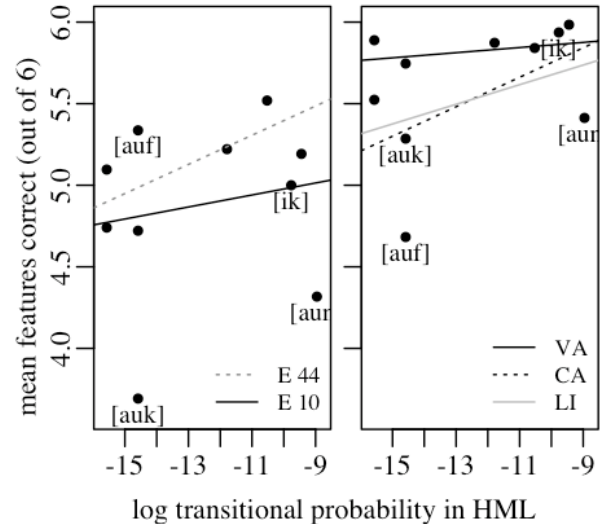 mean features correct (out of 6)
6.0
5.5
5.0
4.5
4.0
[auf]
[ik]
[aur
[auk]
E 44
E 10
-15
-13
-11
-9
[ik]
[aur
[auk]
[auf]
VA
CA
LI
-15
-13
-11
-9
log transitional probability in HML